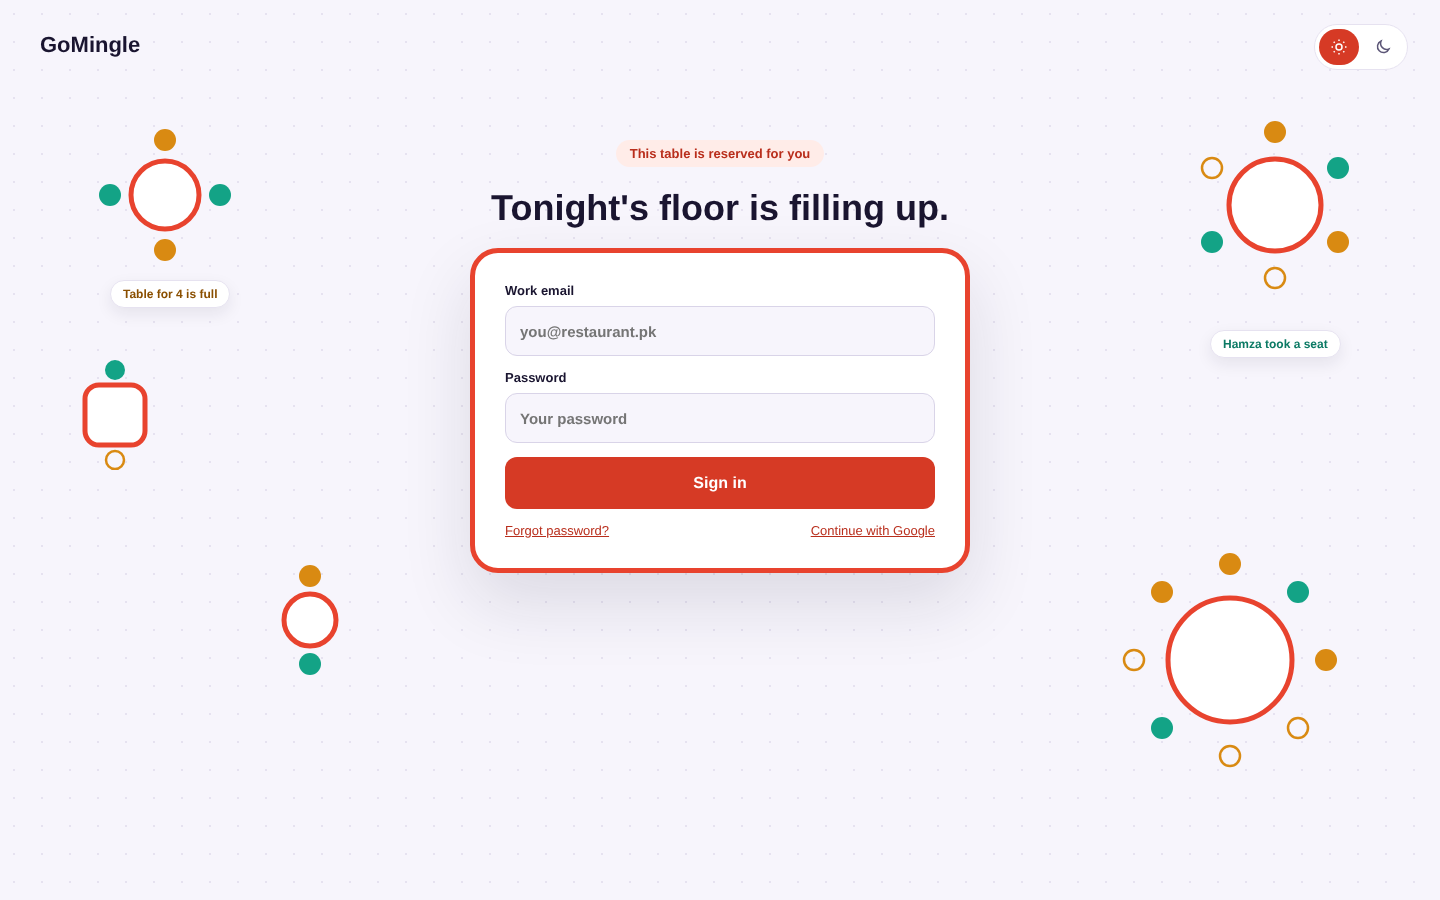 GoMingle
This table is reserved for you
Tonight's floor is filling up.
Table for 4 is full
Hamza took a seat
Work email
you@restaurant.pk
Password
Your password
Sign in
Forgot password?
Continue with Google